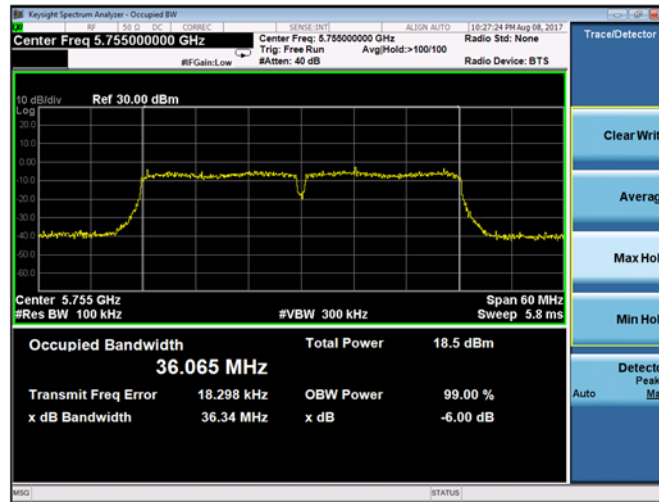 Keysight Spectrum Analyzer - Occupied BW
RF 50 Ω DC CORREC SENSE:INT ALIGN AUTO 10:27:24 PM Aug 08, 2017
Center Freq 5.755000000 GHz Center Freq: 5.755000000 GHz Radio Std: None
Trig: Free Run Avg|Hold:>100/100
#IFGain:Low #Atten: 40 dB Radio Device: BTS
10 dB/div Ref 30.00 dBm
Log
20.0
10.0
0.00
-10.0
-20.0
-30.0
-40.0
-50.0
-60.0
Center 5.755 GHz Span 60 MHz
#Res BW 100 kHz #VBW 300 kHz Sweep 5.8 ms
Occupied Bandwidth Total Power 18.5 dBm
36.065 MHz
Transmit Freq Error 18.298 kHz OBW Power 99.00 %
x dB Bandwidth 36.34 MHz x dB -6.00 dB
MSG STATUS
Trace/Detector
Clear Writ
Averag
Max Hol
Min Hol
Detecto
Peak
Auto Ma